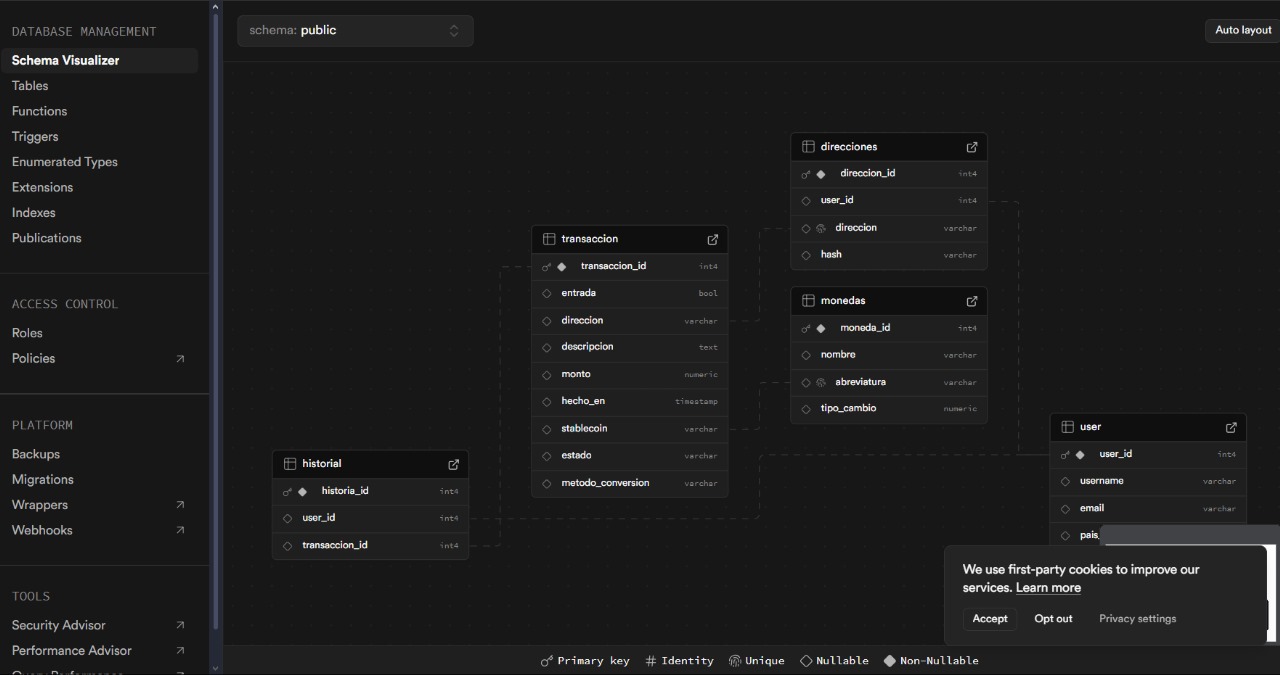 DATABASE MANAGEMENT
Schema Visualizer
Tables
Functions
Triggers
Enumerated Types
Extensions
Indexes
Publications
ACCESS CONTROL
Roles
Policies
PLATFORM
Backups
Migrations
Wrappers
Webhooks
TOOLS
Security Advisor
Performance Advisor
Query Performance
schema: public
Auto layout
historial
historia_id int4
user_id int4
transaccion_id int4
transaccion
transaccion_id int4
entrada bool
direccion varchar
descripcion text
monto numeric
hecho_en timestamp
stablecoin varchar
estado varchar
metodo_conversion varchar
direcciones
direccion_id int4
user_id int4
direccion varchar
hash varchar
monedas
moneda_id int4
nombre varchar
abreviatura varchar
tipo_cambio numeric
user
user_id int4
username varchar
email varchar
pais_
We use first-party cookies to improve our
services. Learn more
Accept Opt out Privacy settings
Primary key # Identity Unique Nullable Non-Nullable